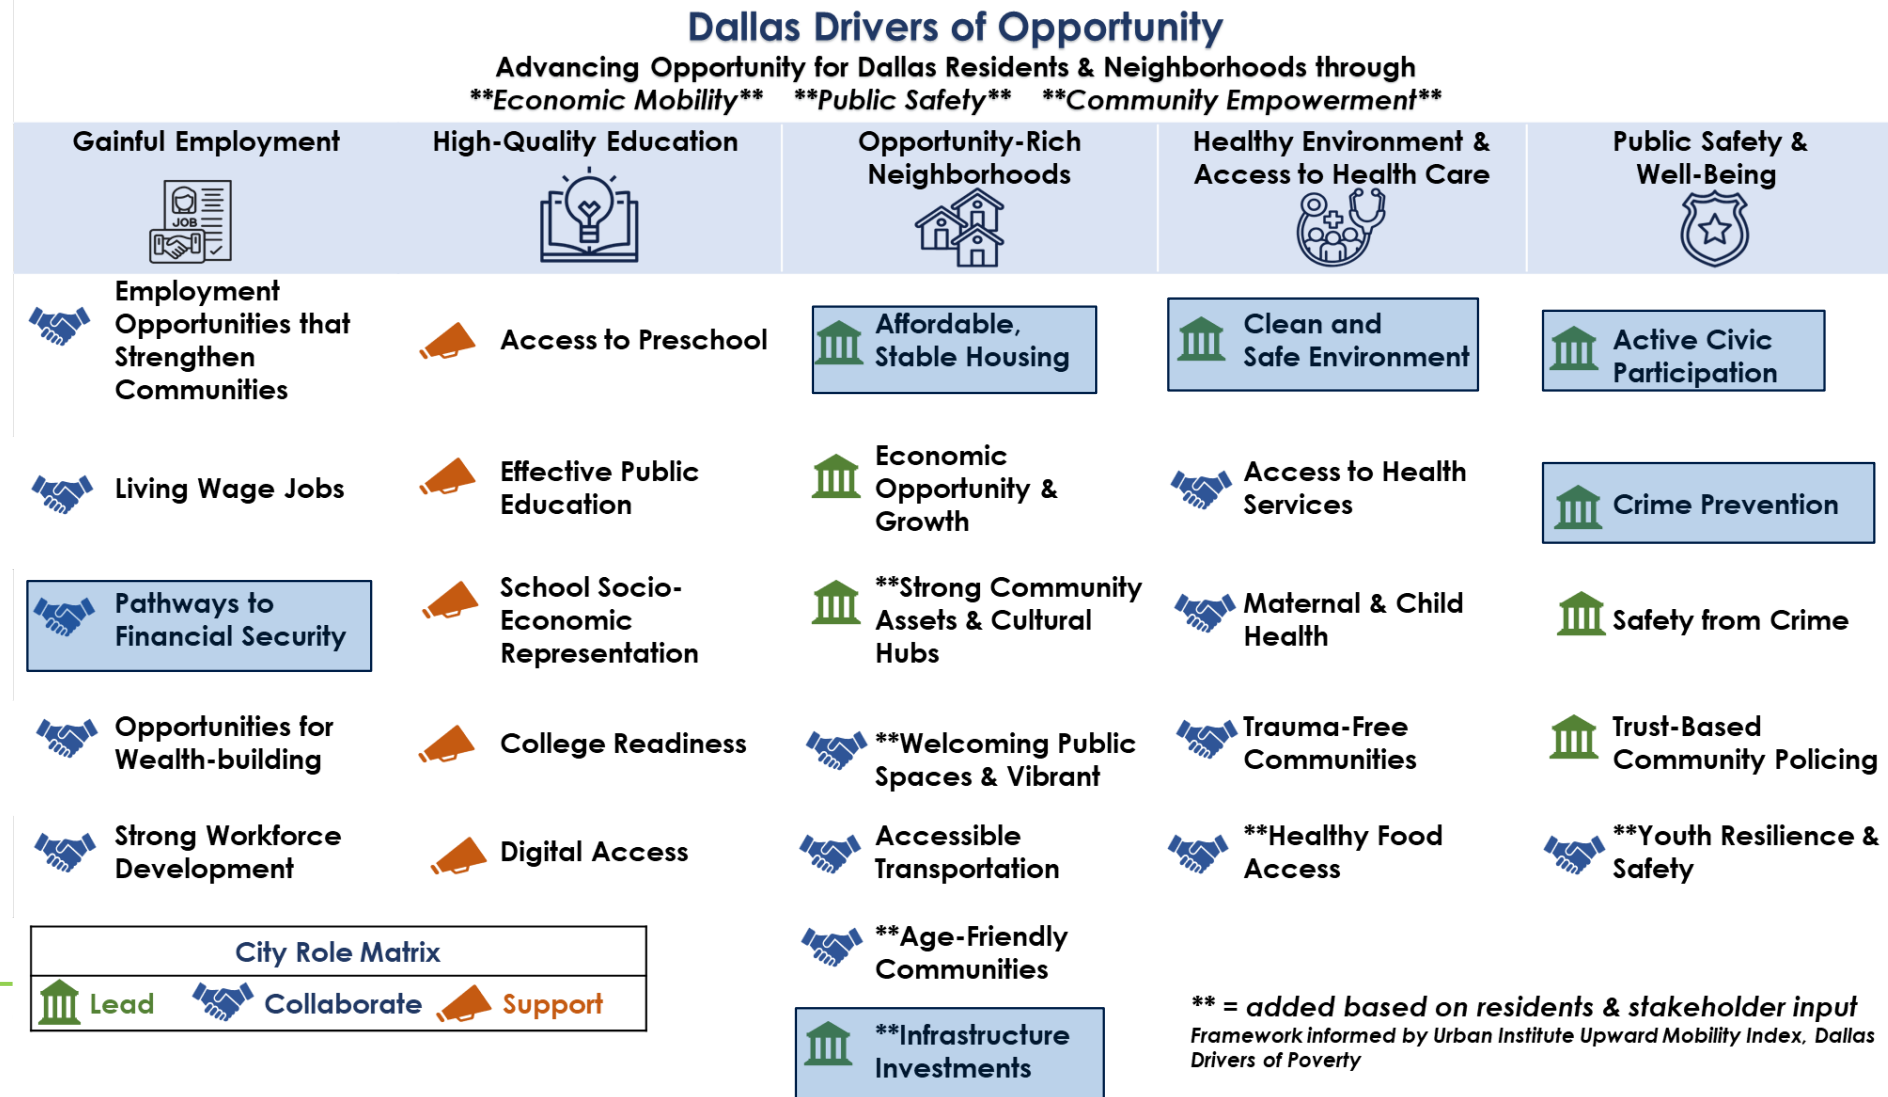 Dallas Drivers of Opportunity
Advancing Opportunity for Dallas Residents & Neighborhoods through
**Economic Mobility** **Public Safety** **Community Empowerment**
Gainful Employment
JOB
Employment
Opportunities that
Strengthen
Communities
Living Wage Jobs
Pathways to
Financial Security
Opportunities for
Wealth-building
Strong Workforce
Development
High-Quality Education
Access to Preschool
Effective Public
Education
School Socio-
Economic
Representation
College Readiness
Digital Access
Opportunity-Rich
Neighborhoods
Affordable,
Stable Housing
Economic
Opportunity &
Growth
**Strong Community
Assets & Cultural
Hubs
**Welcoming Public
Spaces & Vibrant
Accessible
Transportation
**Age-Friendly
Communities
**Infrastructure
Investments
Healthy Environment &
Access to Health Care
Clean and
Safe Environment
Access to Health
Services
Maternal & Child
Health
Trauma-Free
Communities
**Healthy Food
Access
Public Safety &
Well-Being
Active Civic
Participation
Crime Prevention
Safety from Crime
Trust-Based
Community Policing
**Youth Resilience &
Safety
City Role Matrix
Lead Collaborate Support
** = added based on residents & stakeholder input
Framework informed by Urban Institute Upward Mobility Index, Dallas
Drivers of Poverty